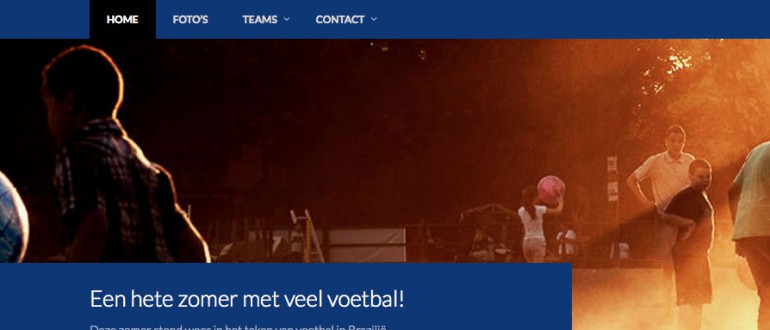 HOME FOTO'S TEAMS CONTACT
Een hete zomer met veel voetbal!
Deze zomer stond weer in het teken van voetbal in Brazilië